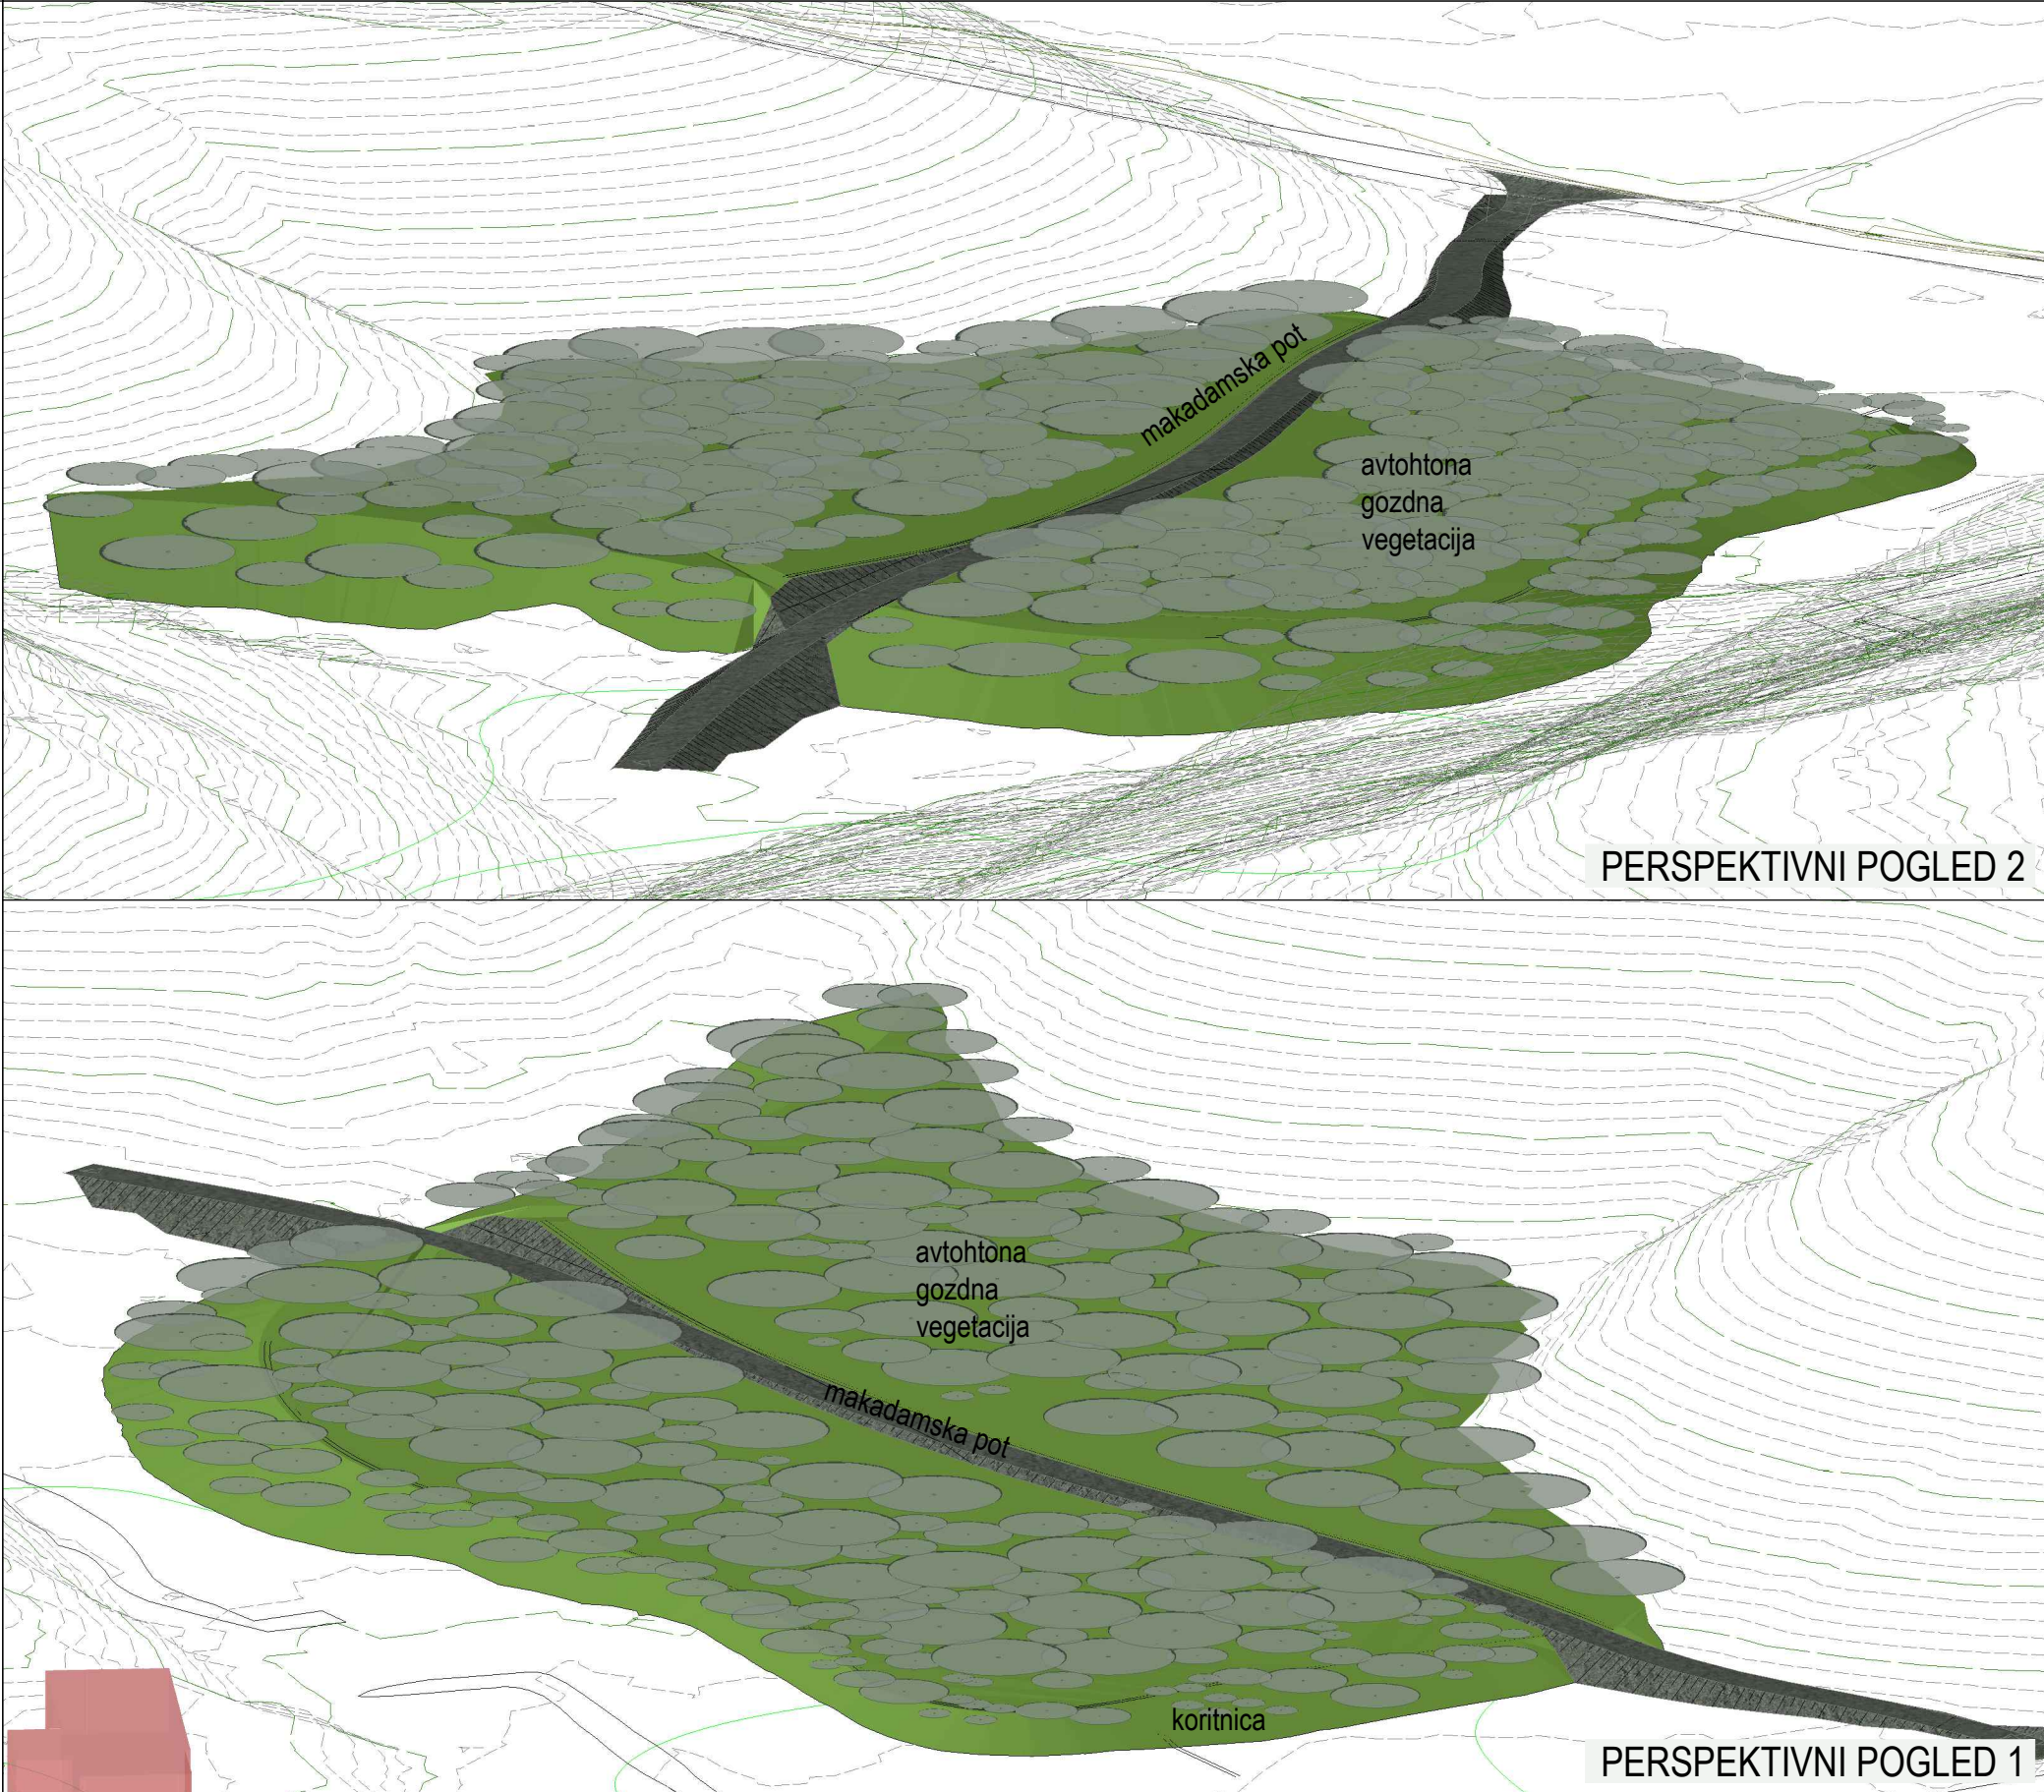 makadamska pot
avtohtona
gozdna
vegetacija
PERSPEKTIVNI POGLED 2
avtohtona
gozdna
vegetacija
makadamska pot
koritnica
PERSPEKTIVNI POGLED 1